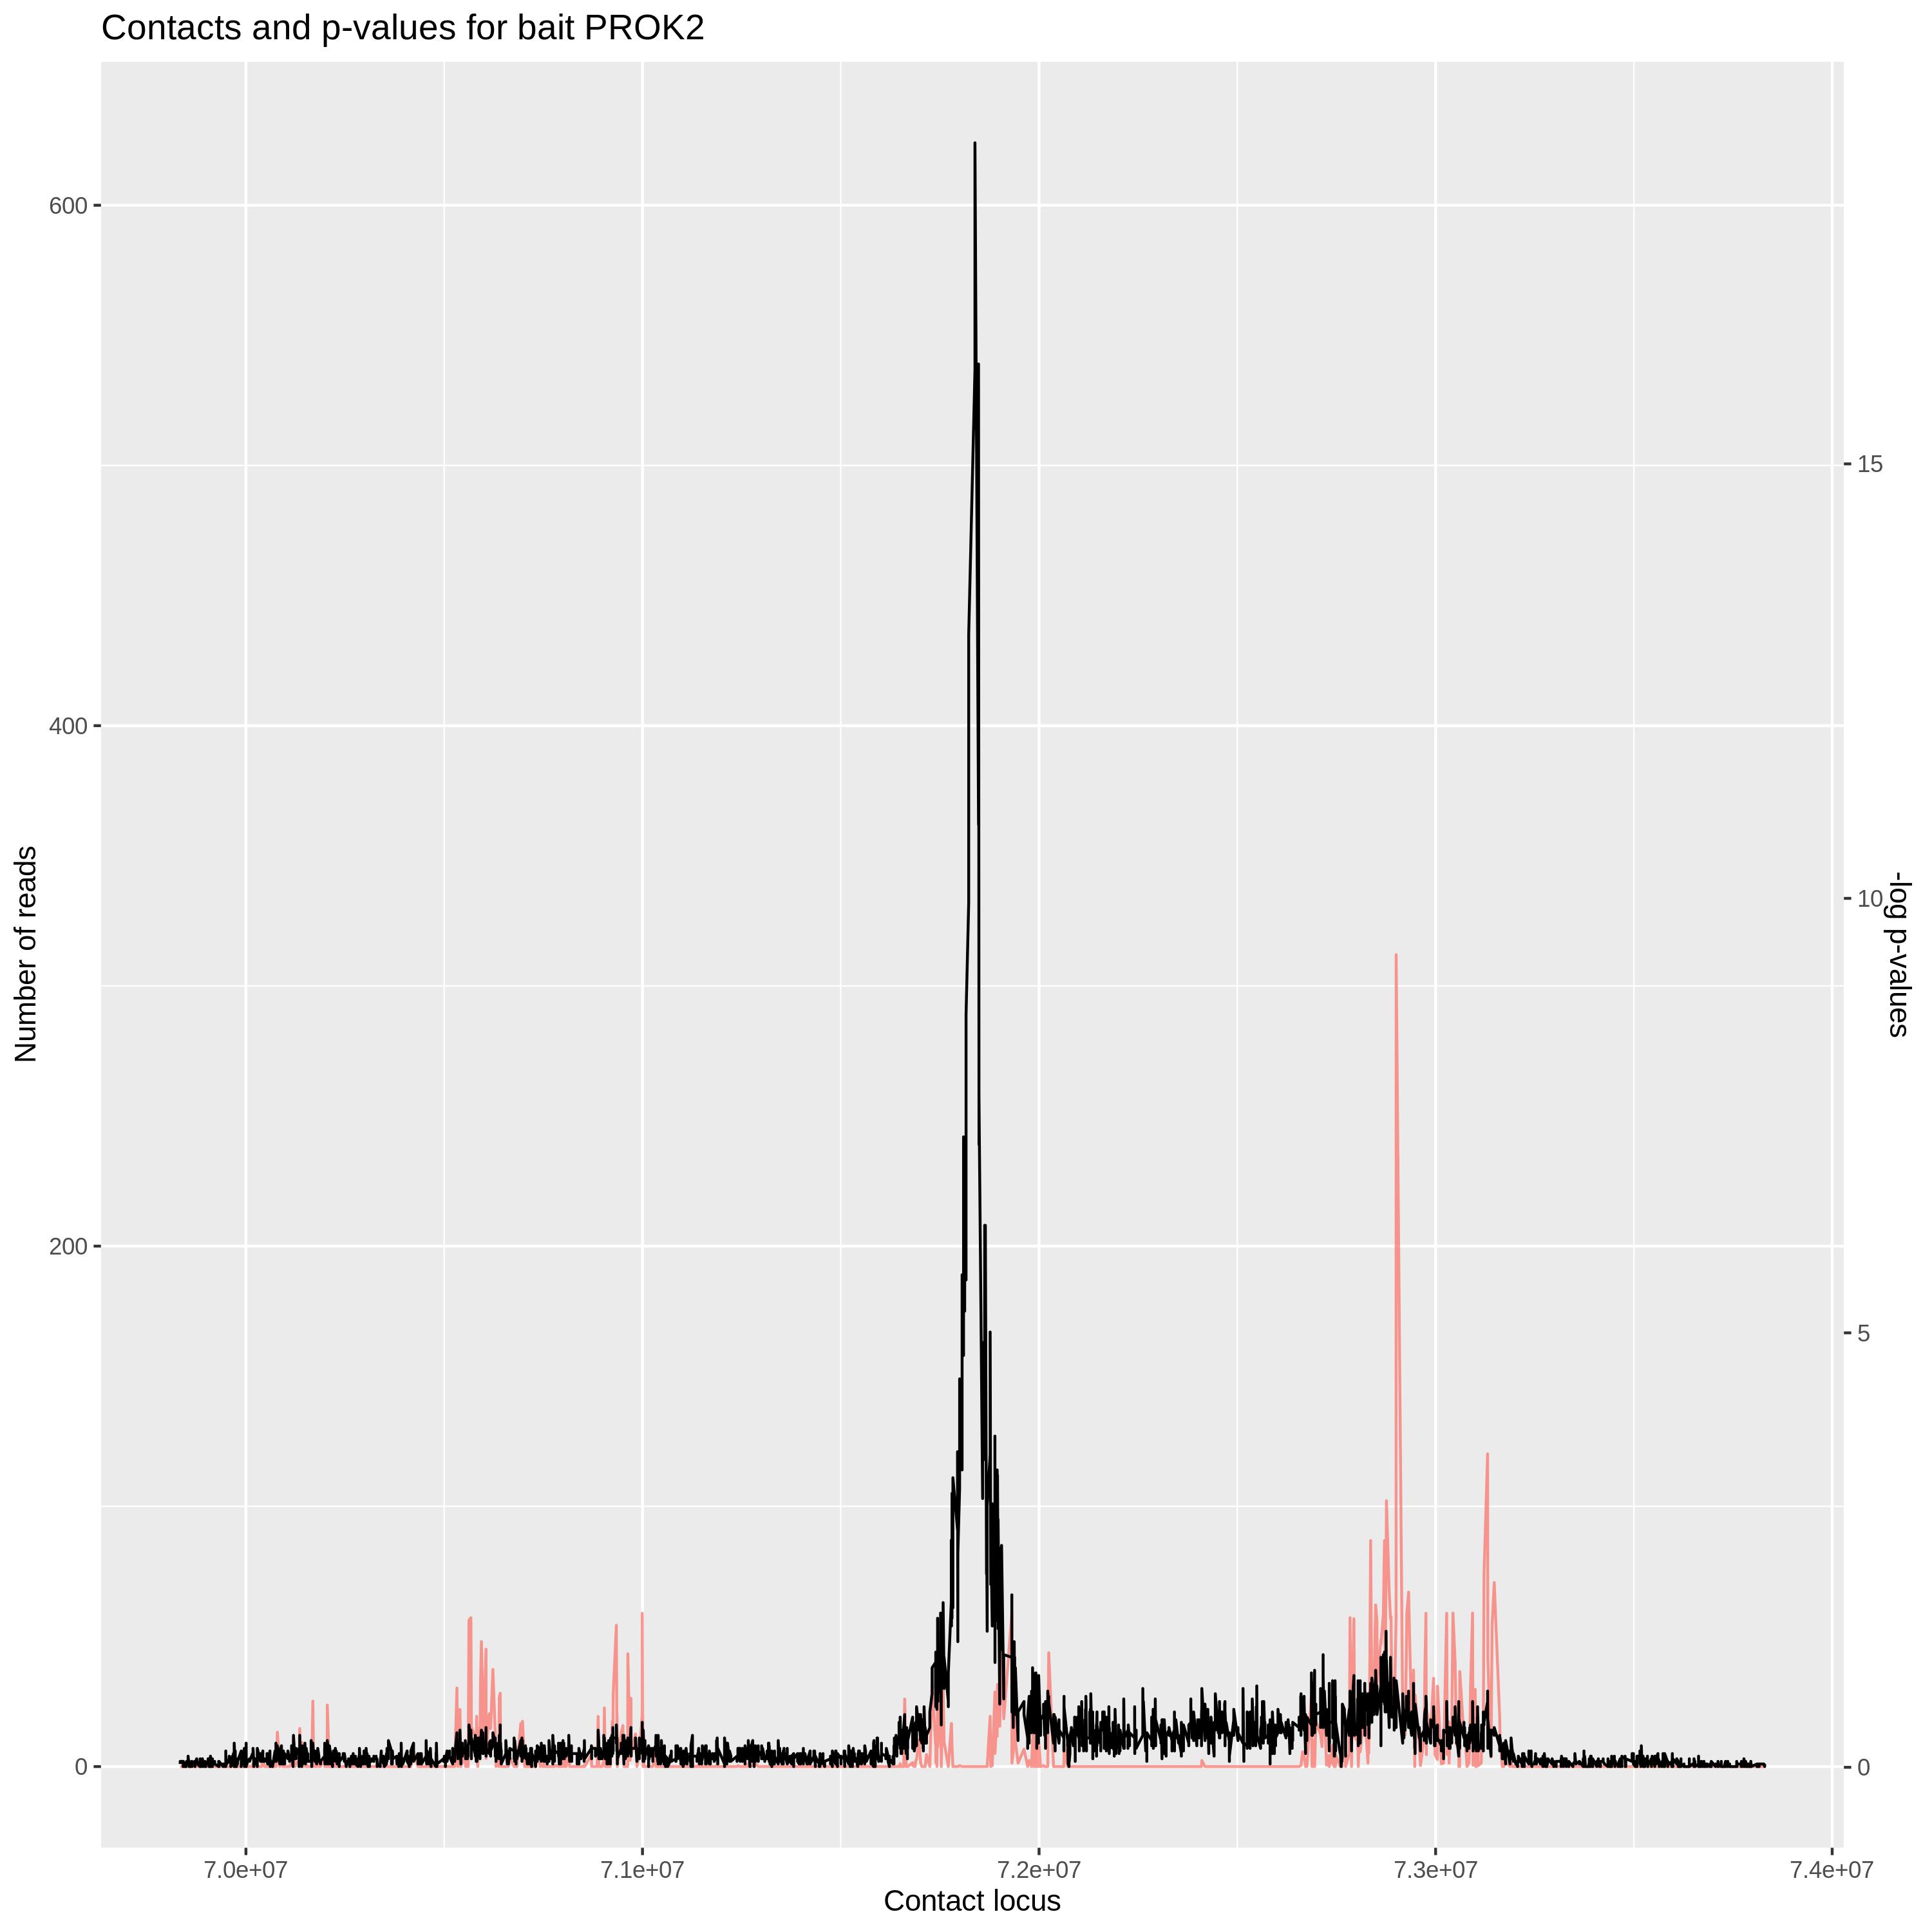 Contacts and p-values for bait PROK2
600
400
200
0
Number of reads
15
10
5
0
-log p-values
7.0e+07
7.1e+07
7.2e+07
7.3e+07
7.4e+07
Contact locus